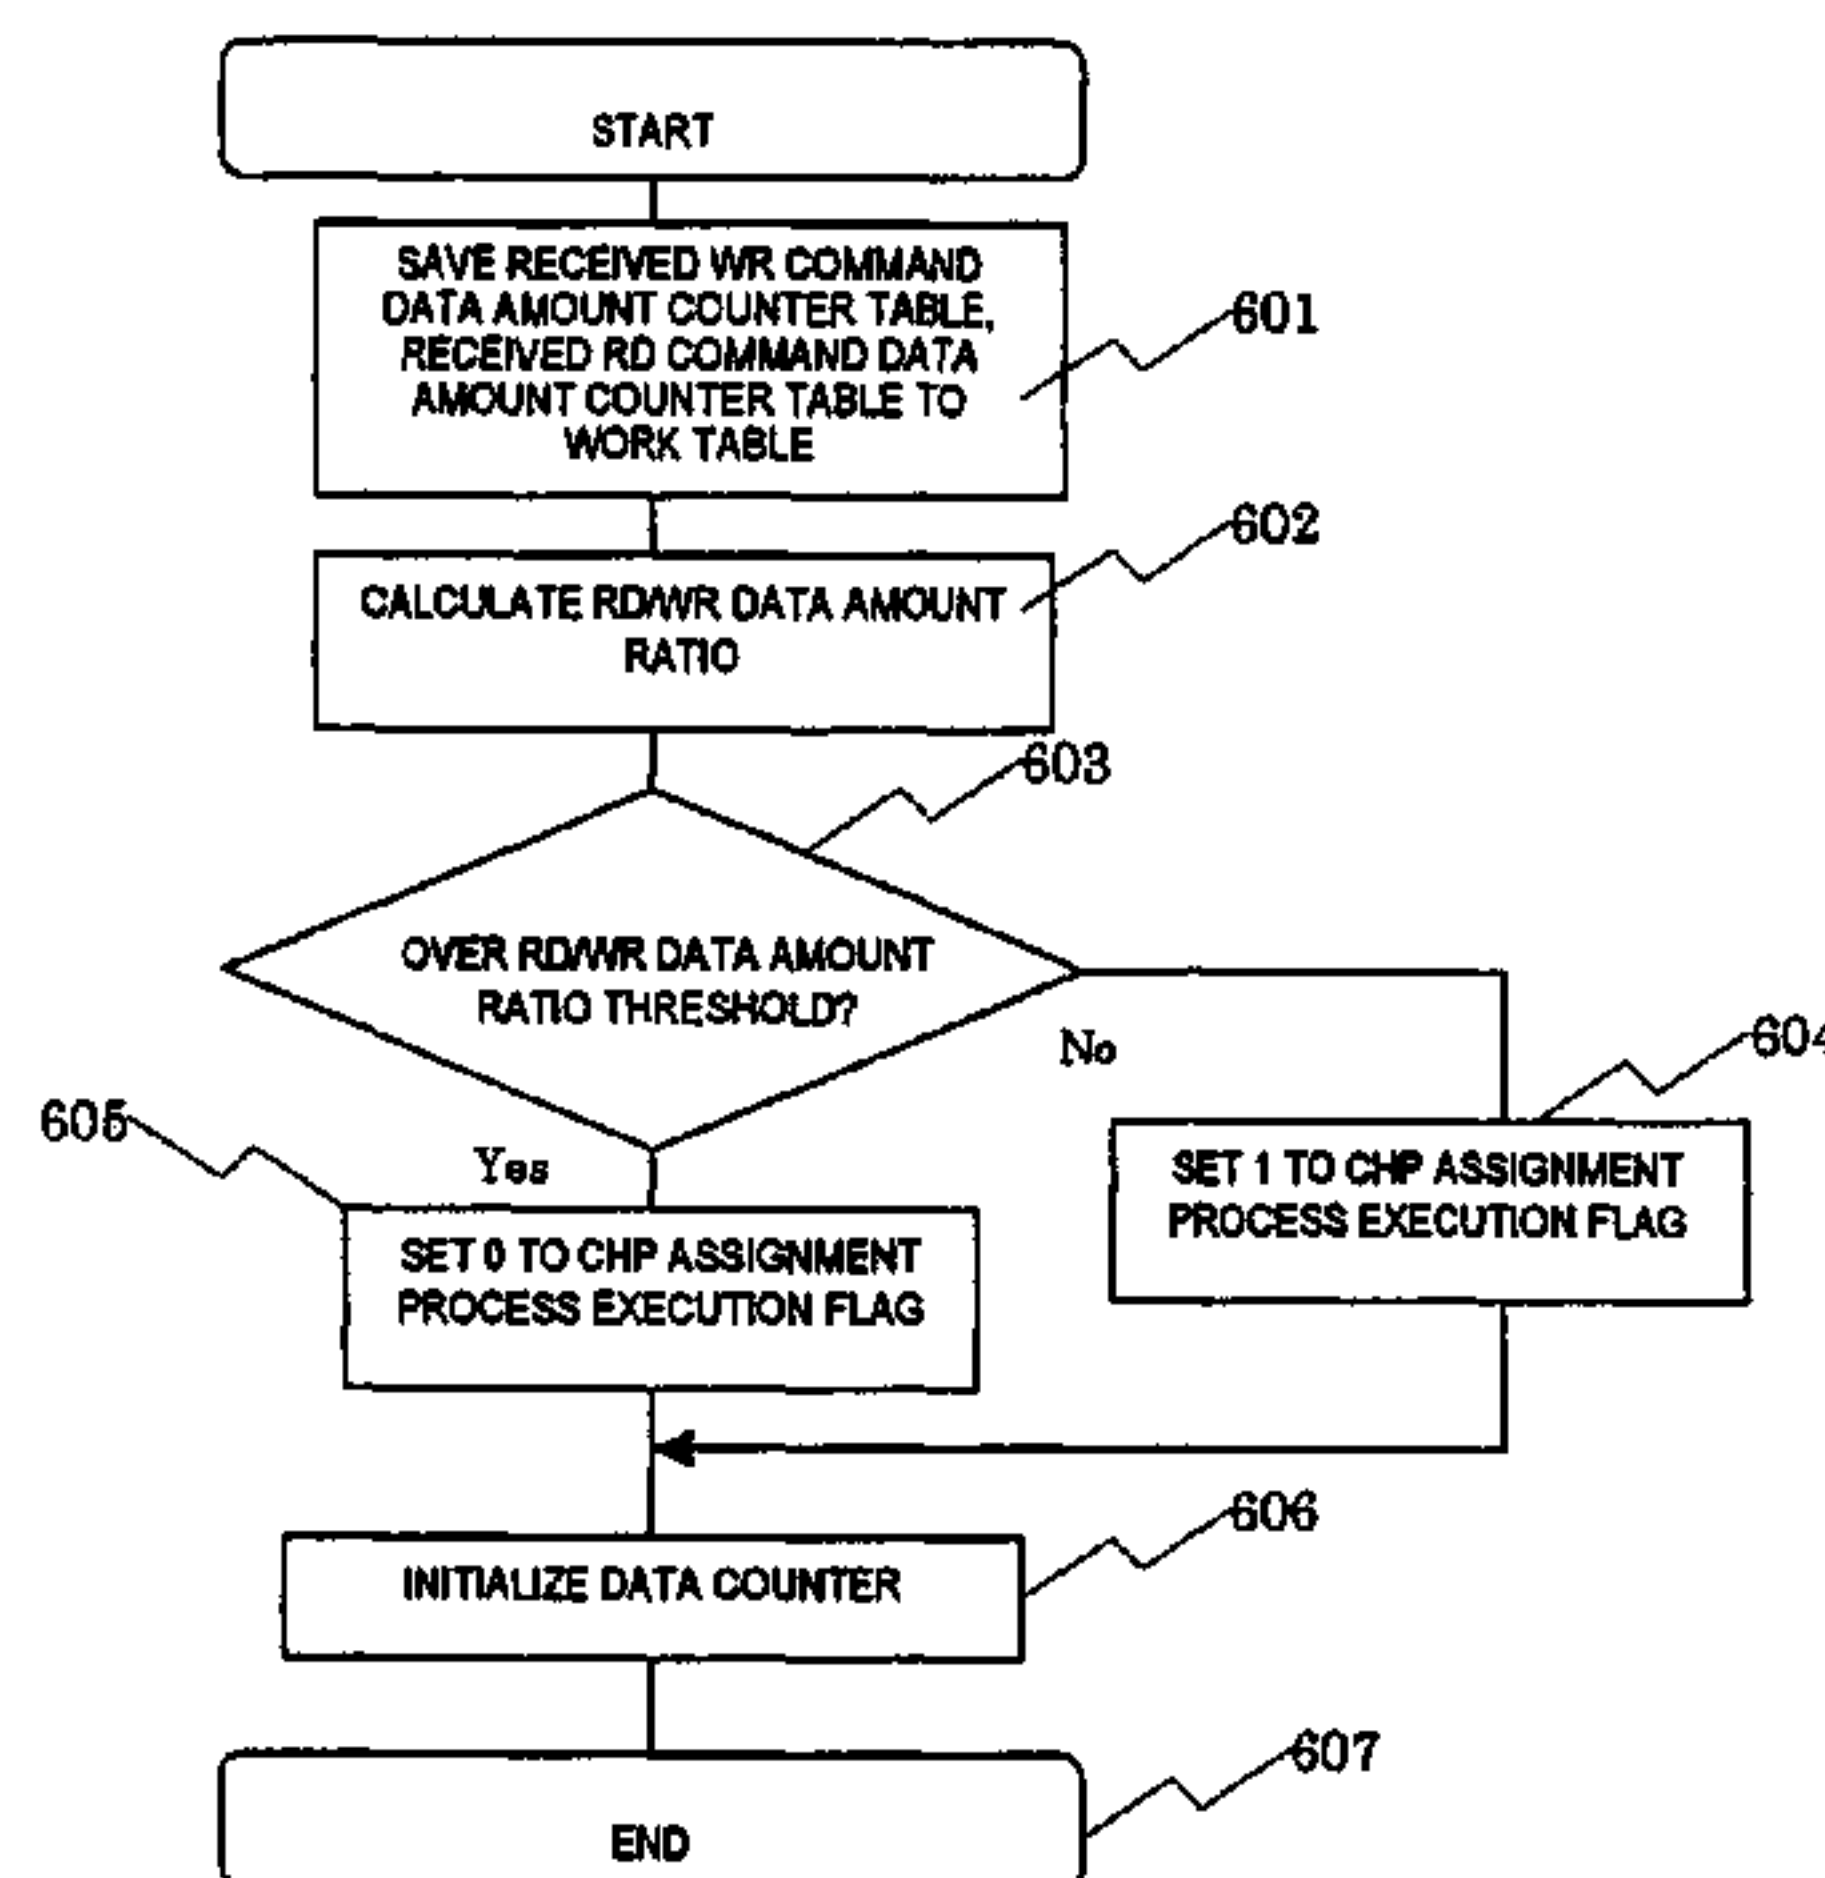 START
SAVE RECEIVED WR COMMAND
DATA AMOUNT COUNTER TABLE,
RECEIVED RD COMMAND DATA
AMOUNT COUNTER TABLE TO
WORK TABLE
601
602
CALCULATE RD/WR DATA AMOUNT
RATIO
603
OVER RD/WR DATA AMOUNT
RATIO THRESHOLD?
No
604
605
Yes
SET 1 TO CHP ASSIGNMENT
PROCESS EXECUTION FLAG
SET 0 TO CHP ASSIGNMENT
PROCESS EXECUTION FLAG
606
INITIALIZE DATA COUNTER
607
END